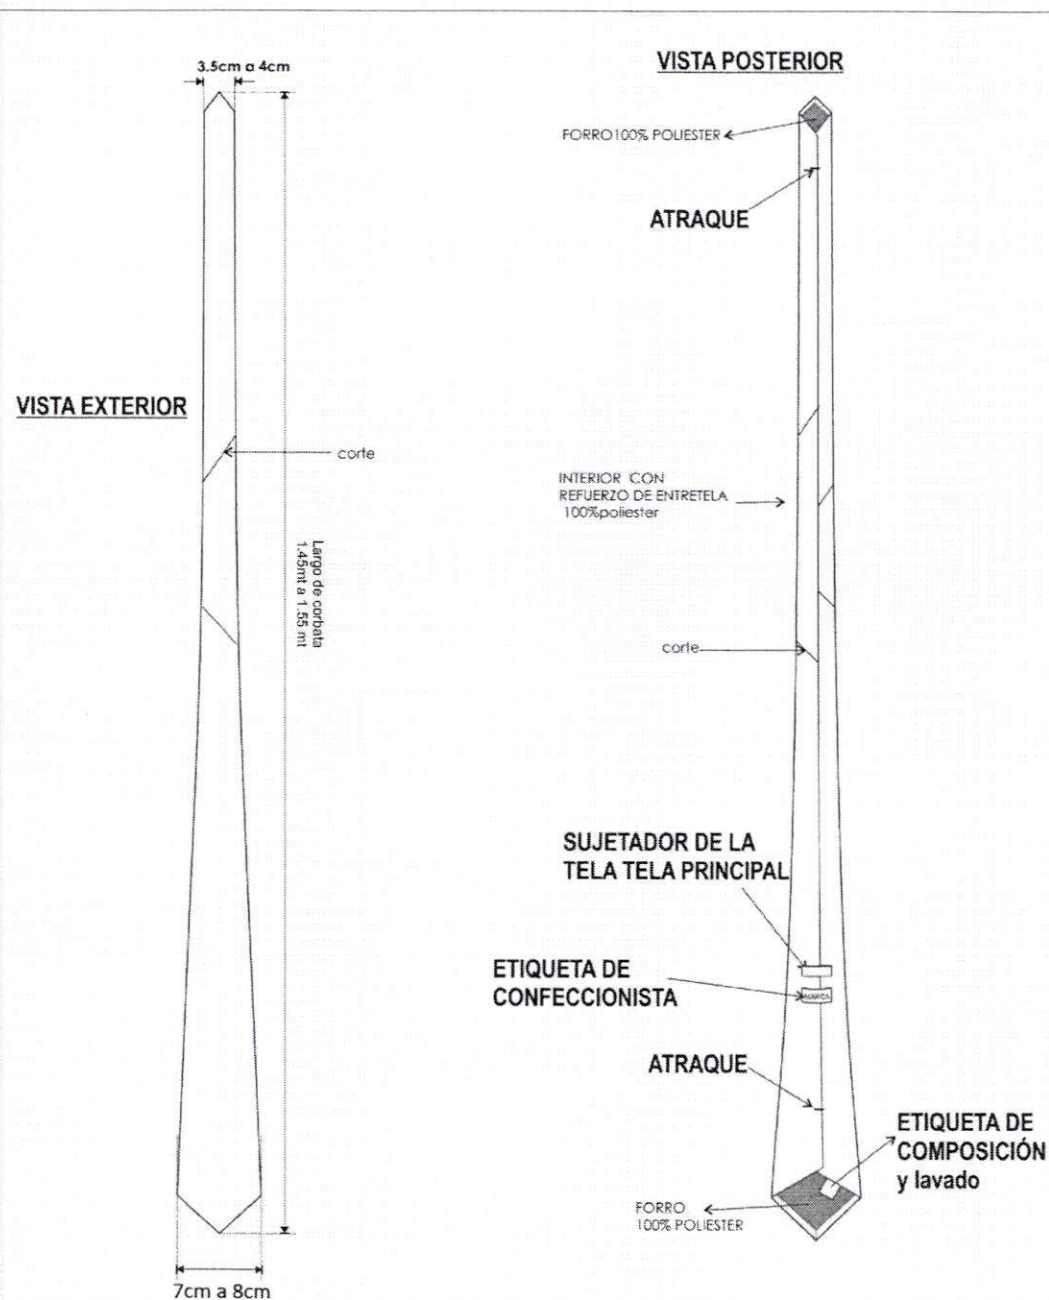 3.5cm a 4cm
VISTA EXTERIOR
corte
Largo de corbata
1.45mt a 1.55 mt
7cm a 8cm
VISTA POSTERIOR
FORRO100% POLIESTER
ATRAQUE
INTERIOR CON
REFUERZO DE ENTRETELA
100%poliester
corte
SUJETADOR DE LA
TELA TELA PRINCIPAL
ETIQUETA DE
CONFECCIONISTA
MARCA
ATRAQUE
ETIQUETA DE
COMPOSICIÓN
y lavado
FORRO
100% POLIESTER